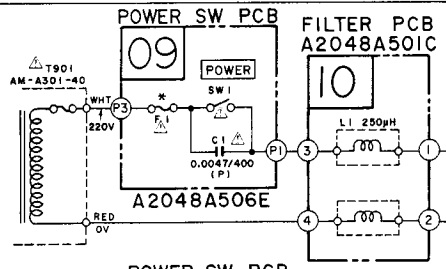 POWER SW PCB
FILTER PCB
A2048A501C
09
10
T901
AM-A301-40
POWER
SW1
WHT
P3
*
F1
220V
C1
0.0047/400
(P)
P1
3
L1 250μH
1
A2048A506E
RED
0V
4
2
POWER SW PCB